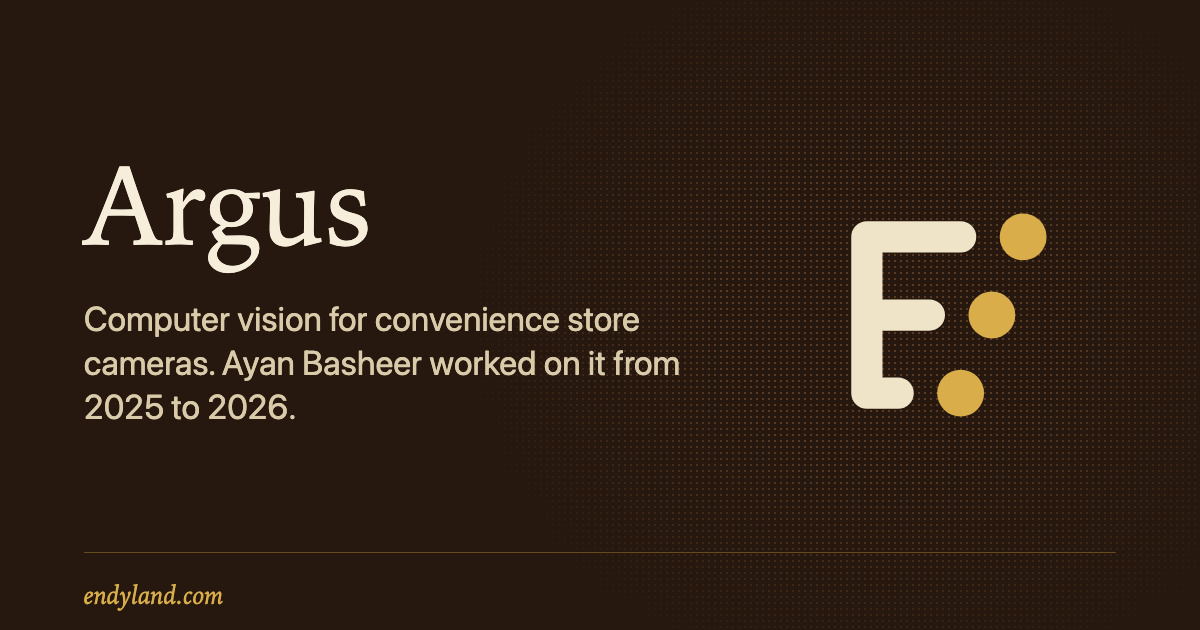 Argus
Computer vision for convenience store
cameras. Ayan Basheer worked on it from
2025 to 2026.
E
endyland.com